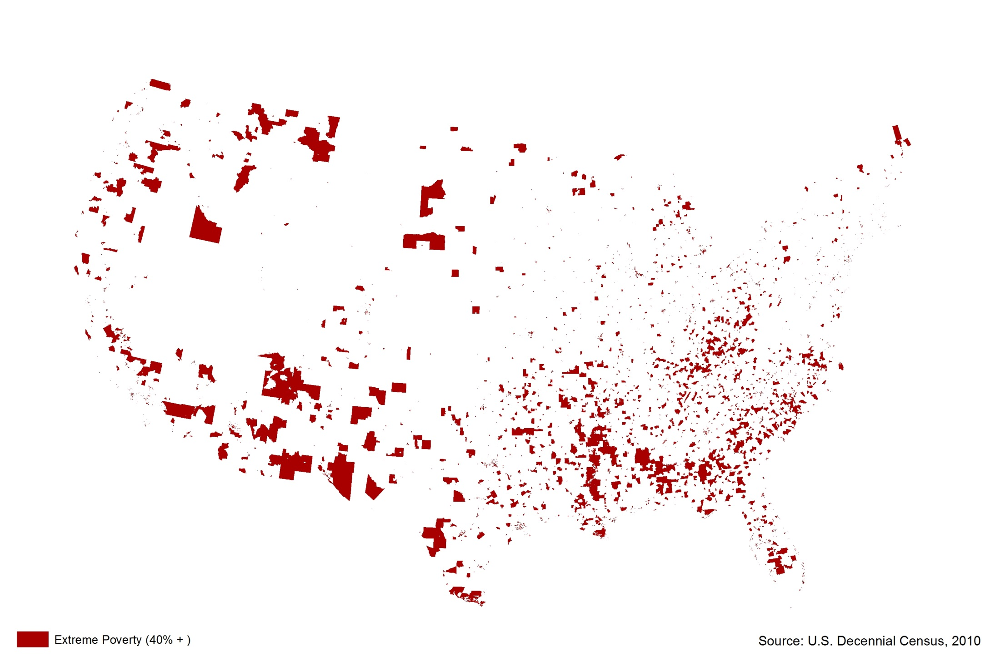 Extreme Poverty (40% + )
Source: U.S. Decennial Census, 2010